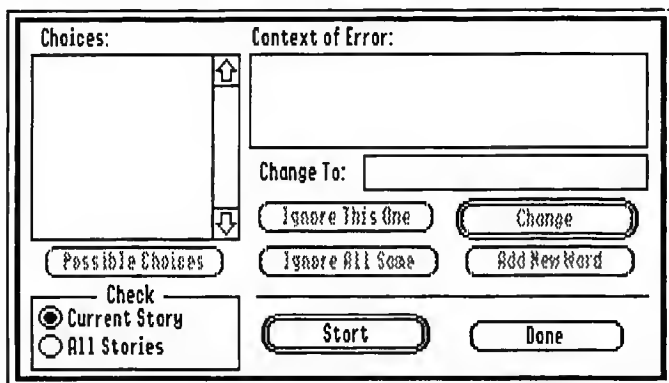 Choices:
Context of Error:
Change To:
Ignore This One
Change
Possible Choices
Ignore All Same
Add New Word
Check
Current Story
All Stories
Start
Done